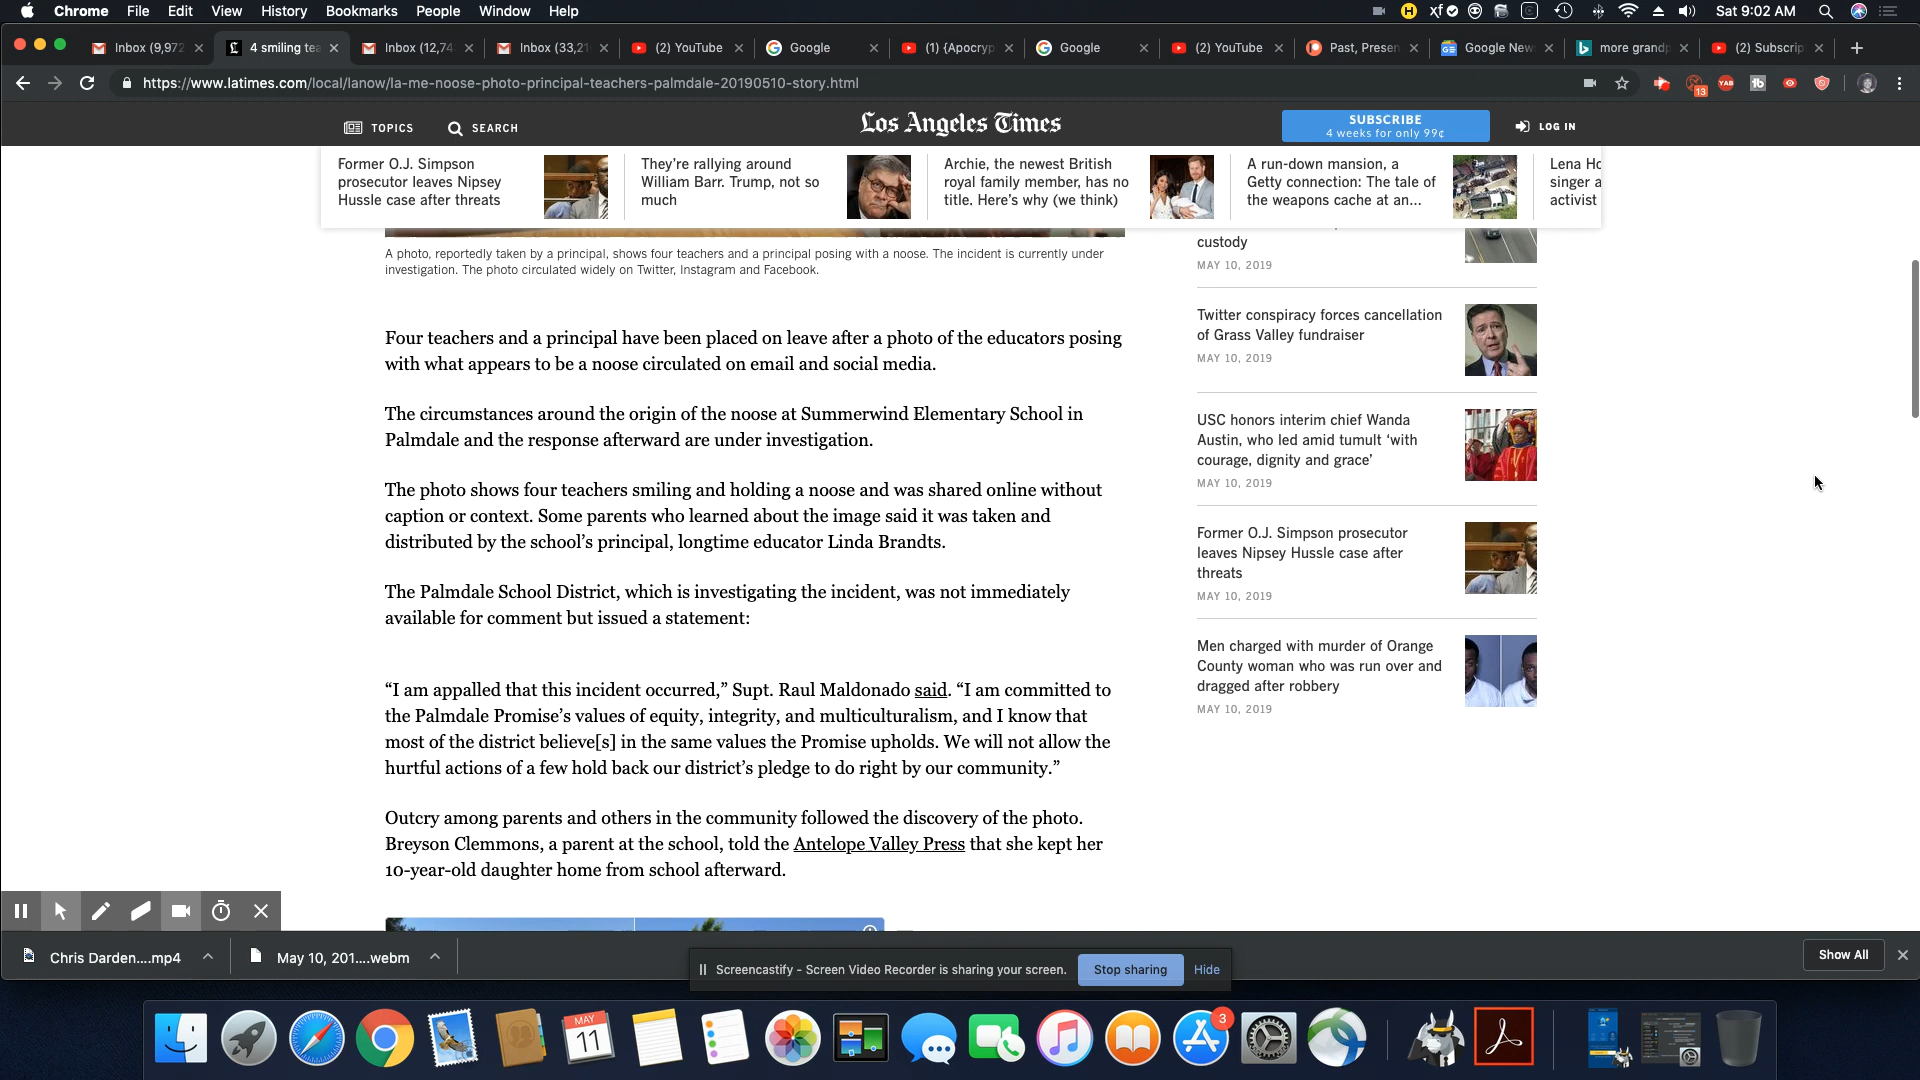 Chrome File Edit View History Bookmarks People Window Help
Sat 9:02 AM
Inbox (9,972
4 smiling tea
Inbox (12,74
Inbox (33,21
(2) YouTube
Google
(1) {Apocryp
Google
(2) YouTube
Past, Presen
Google New
more grandp
(2) Subscrip
https://www.latimes.com/local/lanow/la-me-noose-photo-principal-teachers-palmdale-20190510-story.html
13
TOPICS
SEARCH
Los Angeles Times
SUBSCRIBE
4 weeks for only 99¢
LOG IN
Former O.J. Simpson
prosecutor leaves Nipsey
Hussle case after threats
They're rallying around
William Barr. Trump, not so
much
Archie, the newest British
royal family member, has no
title. Here's why (we think)
A run-down mansion, a
Getty connection: The tale of
the weapons cache at an...
Lena Ho
singer a
activist
A photo, reportedly taken by a principal, shows four teachers and a principal posing with a noose. The incident is currently under
investigation. The photo circulated widely on Twitter, Instagram and Facebook.
Four teachers and a principal have been placed on leave after a photo of the educators posing
with what appears to be a noose circulated on email and social media.
The circumstances around the origin of the noose at Summerwind Elementary School in
Palmdale and the response afterward are under investigation.
The photo shows four teachers smiling and holding a noose and was shared online without
caption or context. Some parents who learned about the image said it was taken and
distributed by the school's principal, longtime educator Linda Brandts.
The Palmdale School District, which is investigating the incident, was not immediately
available for comment but issued a statement:
“I am appalled that this incident occurred,” Supt. Raul Maldonado said. “I am committed to
the Palmdale Promise's values of equity, integrity, and multiculturalism, and I know that
most of the district believe[s] in the same values the Promise upholds. We will not allow the
hurtful actions of a few hold back our district's pledge to do right by our community.”
Outcry among parents and others in the community followed the discovery of the photo.
Breyson Clemmons, a parent at the school, told the Antelope Valley Press that she kept her
10-year-old daughter home from school afterward.
custody
MAY 10, 2019
Twitter conspiracy forces cancellation
of Grass Valley fundraiser
MAY 10, 2019
USC honors interim chief Wanda
Austin, who led amid tumult ‘with
courage, dignity and grace’
MAY 10, 2019
Former O.J. Simpson prosecutor
leaves Nipsey Hussle case after
threats
MAY 10, 2019
Men charged with murder of Orange
County woman who was run over and
dragged after robbery
MAY 10, 2019
Chris Darden....mp4
May 10, 201....webm
Show All
Screencastify - Screen Video Recorder is sharing your screen.
Stop sharing
Hide
MAY
11
3